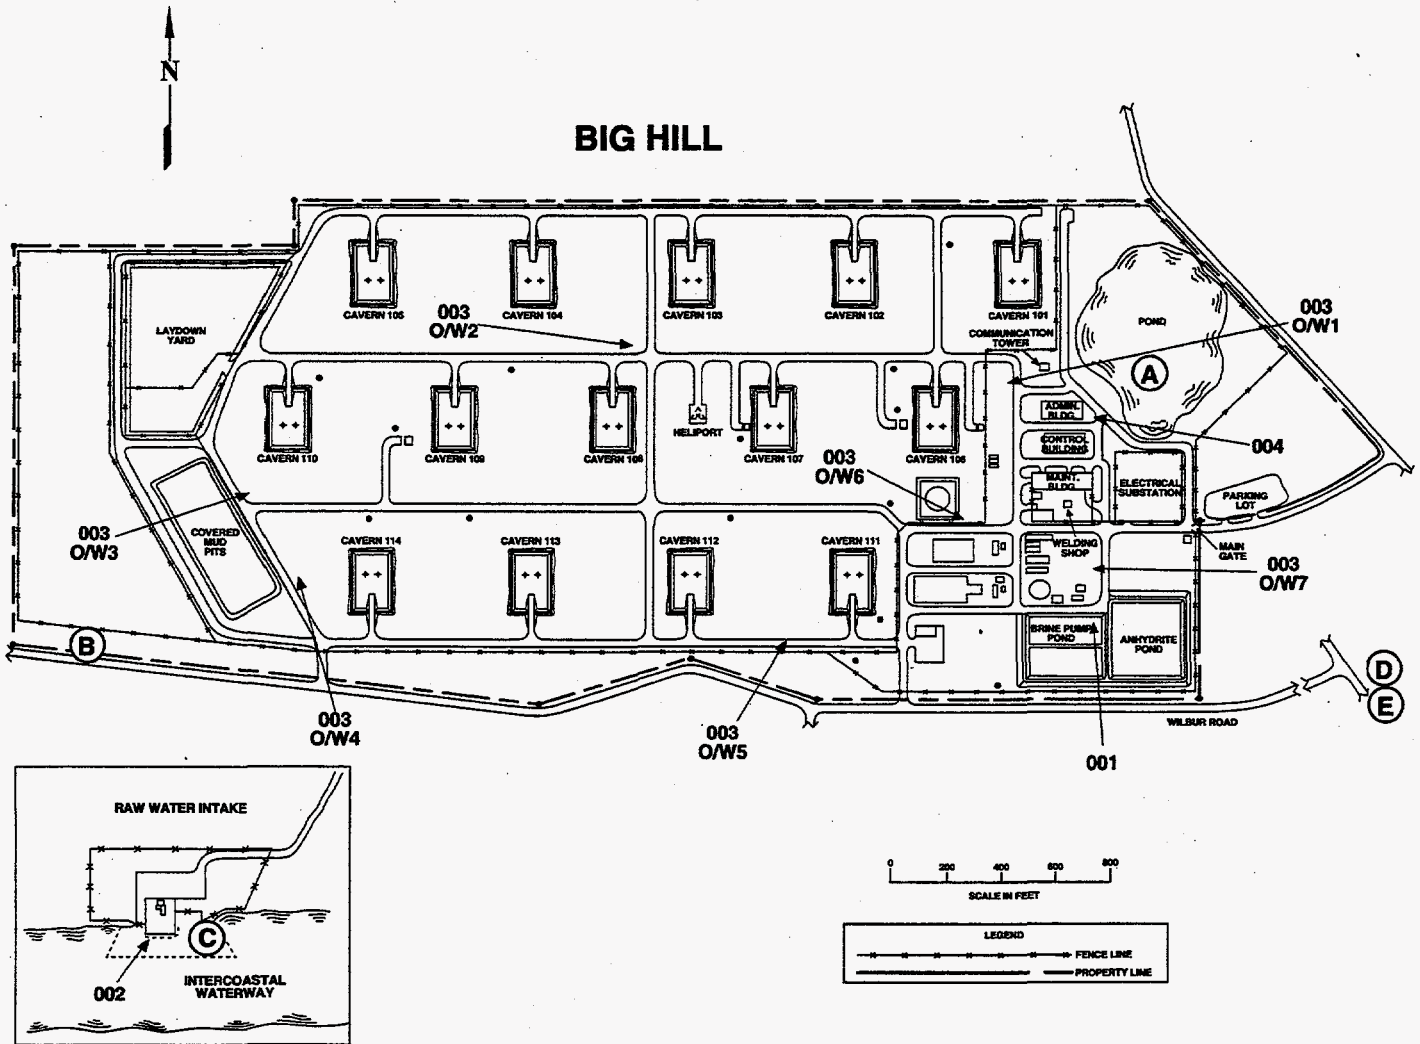 N
BIG HILL
CAVERN 105
CAVERN 104
CAVERN 103
CAVERN 102
CAVERN 101
003
O/W2
003
O/W1
LAYDOWN
YARD
COMMUNICATION
TOWER
POND
A
ADMIN.
BLDG
CONTROL
BUILDING
HELIPORT
004
CAVERN 110
CAVERN 109
CAVERN 108
CAVERN 107
CAVERN 106
003
O/W6
MAINT.
BLDG
ELECTRICAL
SUBSTATION
PARKING
LOT
003
O/W3
COVERED
MUD
PITS
CAVERN 114
CAVERN 113
CAVERN 112
CAVERN 111
WELDING
SHOP
MAIN
GATE
003
O/W7
BRINE PUMP
POND
ANHYDRITE
POND
B
D
E
003
O/W4
003
O/W5
WILBUR ROAD
001
RAW WATER INTAKE
C
002
INTERCOASTAL
WATERWAY
0 200 400 600 800
SCALE IN FEET
LEGEND
FENCE LINE
PROPERTY LINE